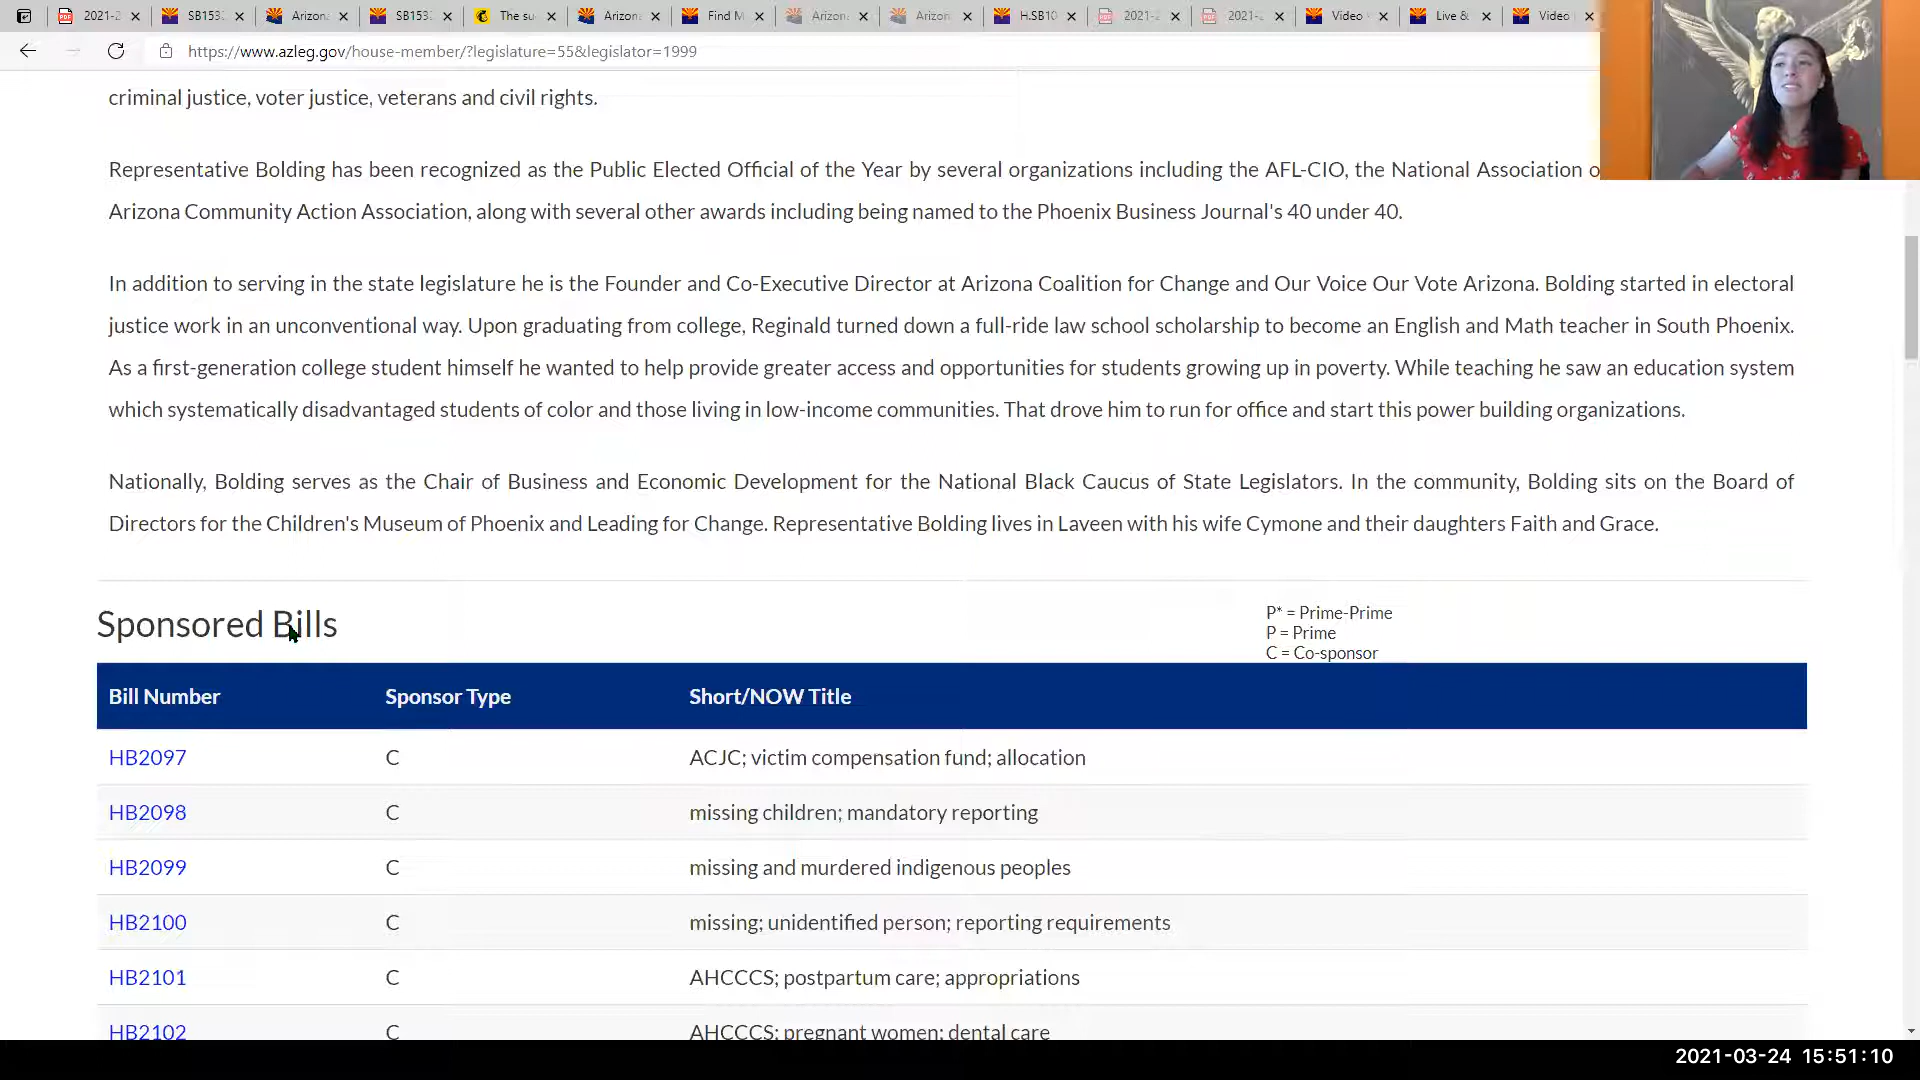 2021-2 SB153 Arizon SB153 The su Arizon Find M Arizon Arizon H.SB10 2021-2 2021-2 Video Live & Video
https://www.azleg.gov/house-member/?legislature=55&legislator=1999
criminal justice, voter justice, veterans and civil rights.
Representative Bolding has been recognized as the Public Elected Official of the Year by several organizations including the AFL-CIO, the National Association o
Arizona Community Action Association, along with several other awards including being named to the Phoenix Business Journal's 40 under 40.
In addition to serving in the state legislature he is the Founder and Co-Executive Director at Arizona Coalition for Change and Our Voice Our Vote Arizona. Bolding started in electoral
justice work in an unconventional way. Upon graduating from college, Reginald turned down a full-ride law school scholarship to become an English and Math teacher in South Phoenix.
As a first-generation college student himself he wanted to help provide greater access and opportunities for students growing up in poverty. While teaching he saw an education system
which systematically disadvantaged students of color and those living in low-income communities. That drove him to run for office and start this power building organizations.
Nationally, Bolding serves as the Chair of Business and Economic Development for the National Black Caucus of State Legislators. In the community, Bolding sits on the Board of
Directors for the Children's Museum of Phoenix and Leading for Change. Representative Bolding lives in Laveen with his wife Cymone and their daughters Faith and Grace.
Sponsored Bills
P* = Prime-Prime
P = Prime
C = Co-sponsor
Bill Number Sponsor Type Short/NOW Title
HB2097 C ACJC; victim compensation fund; allocation
HB2098 C missing children; mandatory reporting
HB2099 C missing and murdered indigenous peoples
HB2100 C missing; unidentified person; reporting requirements
HB2101 C AHCCCS; postpartum care; appropriations
HB2102 C AHCCCS; pregnant women; dental care
2021-03-24 15:51:10